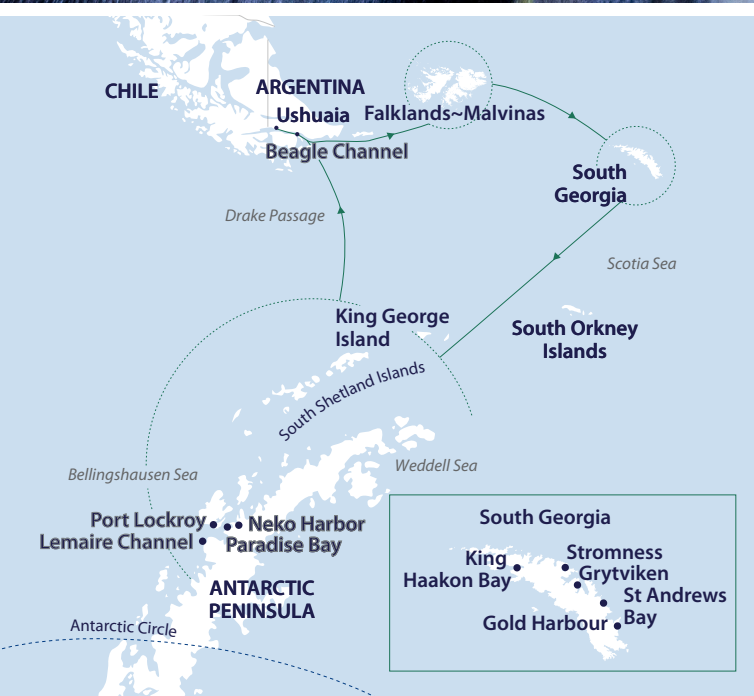 CHILE
ARGENTINA
Ushuaia
Falklands~Malvinas
Beagle Channel
South
Georgia
Drake Passage
Scotia Sea
King George
Island
South Orkney
Islands
South Shetland Islands
Bellingshausen Sea
Weddell Sea
Port Lockroy
Neko Harbor
Lemaire Channel
Paradise Bay
ANTARCTIC
PENINSULA
Antarctic Circle
South Georgia
King
Haakon Bay
Stromness
Grytviken
St Andrews
Bay
Gold Harbour